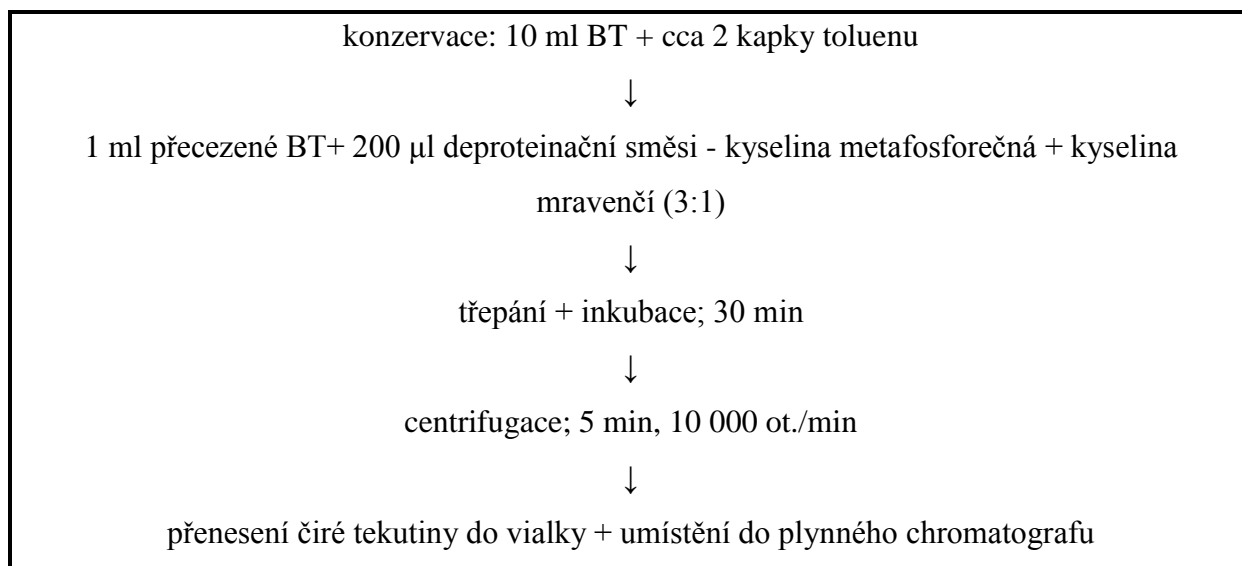 konzervace: 10 ml BT + cca 2 kapky toluenu
↓
1 ml přecezené BT+ 200 μl deproteinační směsi - kyselina metafosforečná + kyselina
mravenčí (3:1)
↓
třepání + inkubace; 30 min
↓
centrifugace; 5 min, 10 000 ot./min
↓
přenesení čiré tekutiny do vialky + umístění do plynného chromatografu